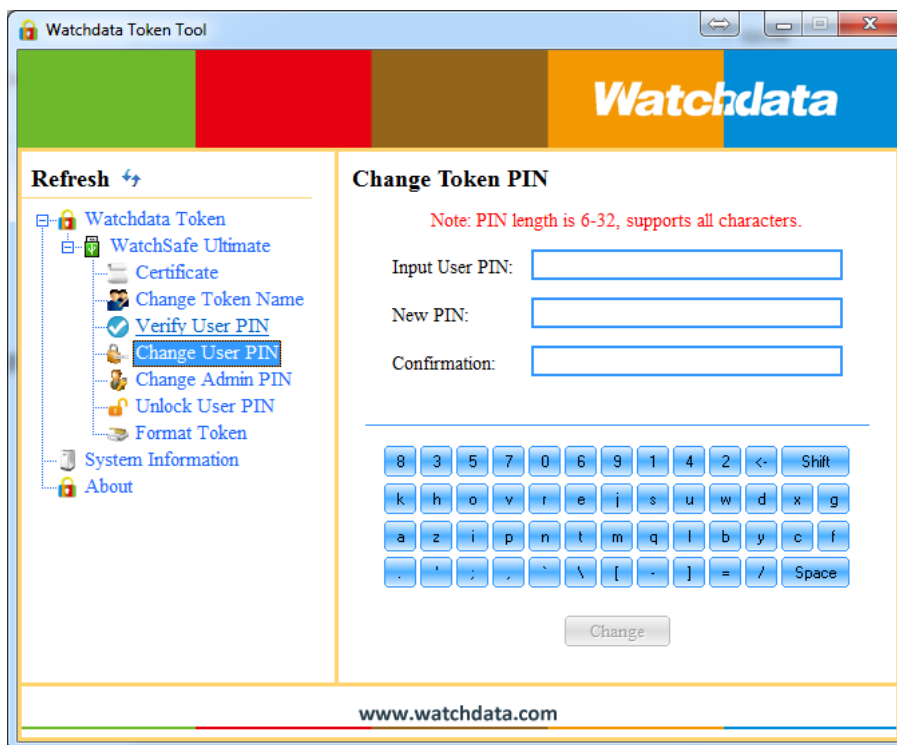 Watchdata Token Tool
Watchdata
Refresh
Watchdata Token
WatchSafe Ultimate
Certificate
Change Token Name
Verify User PIN
Change User PIN
Change Admin PIN
Unlock User PIN
Format Token
System Information
About
Change Token PIN
Note: PIN length is 6-32, supports all characters.
Input User PIN:
New PIN:
Confirmation:
8 3 5 7 0 6 9 1 4 2 <- Shift
k h o v r e j s u w d x g
a z i p n t m q l b y c f
. ' ; , ` \ [ - ] = / Space
Change
www.watchdata.com